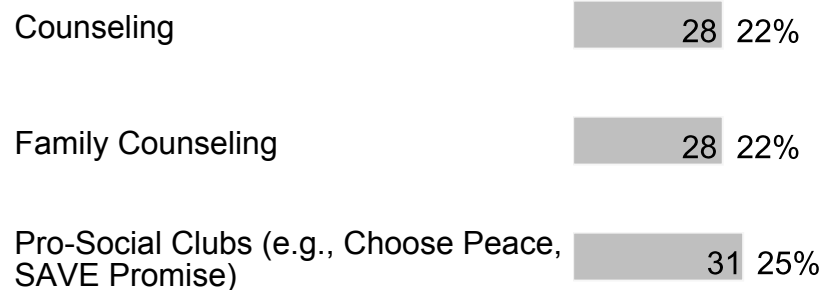 Counseling 28 22%
Family Counseling 28 22%
Pro-Social Clubs (e.g., Choose Peace,
SAVE Promise) 31 25%